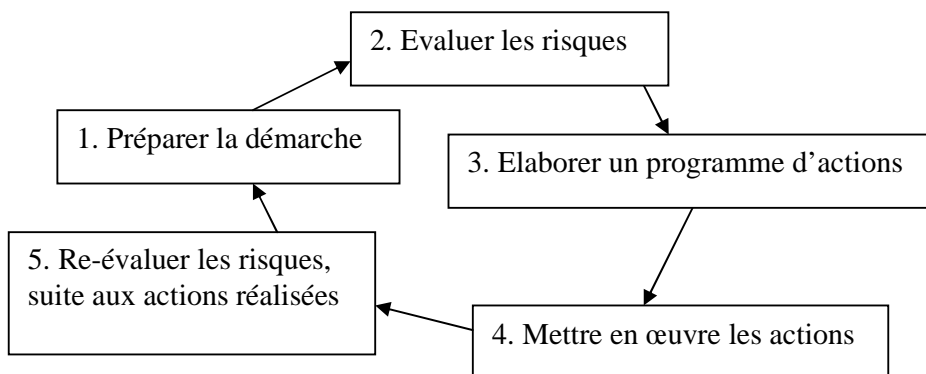 1. Préparer la démarche
2. Evaluer les risques
3. Elaborer un programme d'actions
4. Mettre en œuvre les actions
5. Re-évaluer les risques,
suite aux actions réalisées